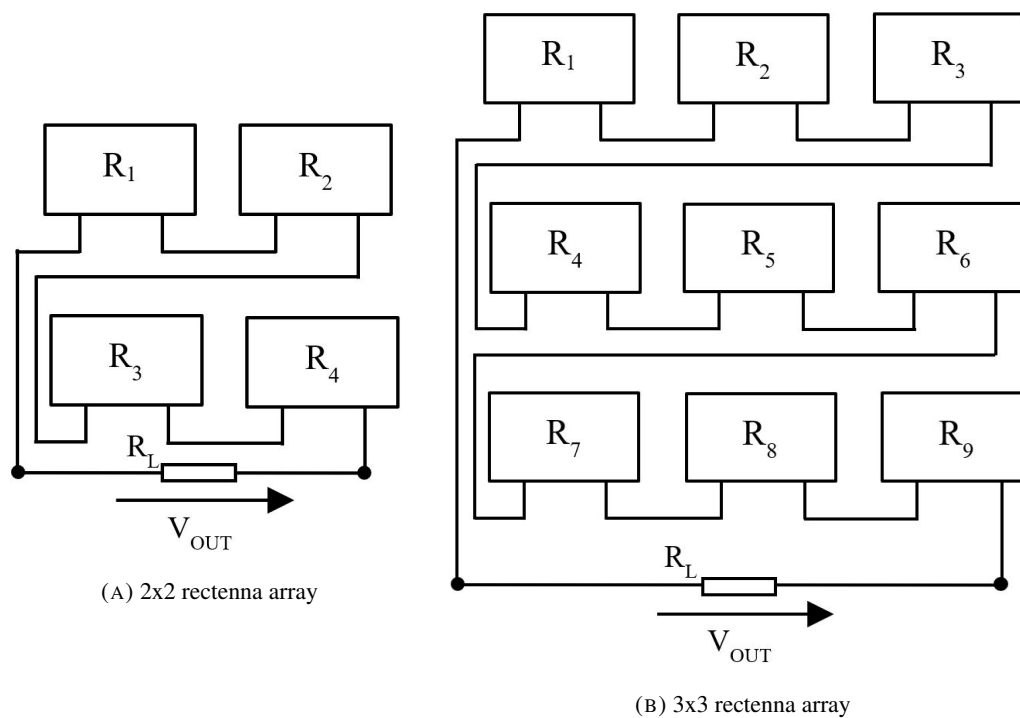 R1 R2
R3 R4
RL
VOUT
(A) 2x2 rectenna array
R1 R2 R3
R4 R5 R6
R7 R8 R9
RL
VOUT
(B) 3x3 rectenna array